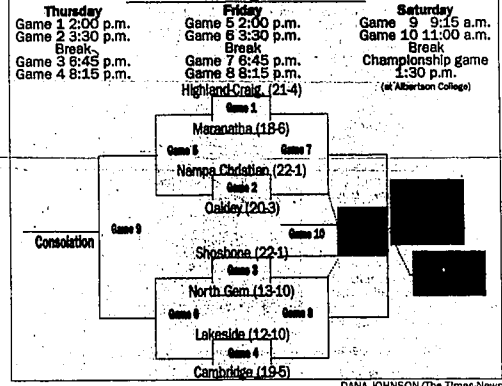 Thursday
Game 1 2:00 p.m.
Game 2 3:30 p.m.
Break
Game 3 6:45 p.m.
Game 4 8:15 p.m.
Friday
Game 5 2:00 p.m.
Game 6 3:30 p.m.
Break
Game 7 6:45 p.m.
Game 8 8:15 p.m.
Saturday
Game 9 9:15 a.m.
Game 10 11:00 a.m.
Break
Championship game
1:30 p.m.
(at Albertson College)
Highland-Craig. (21-4)
Game 1
Maranatha (18-6)
Game 5
Game 7
Nampa Christian (22-1)
Game 2
Oakley (20-3)
Game 9
Game 10
Consolation
Shoshone (22-1)
Game 3
North Gem (13-10)
Game 6
Game 8
Lakeside (12-10)
Game 4
Cambridge (19-5)
DANA JOHNSON/The Times-News